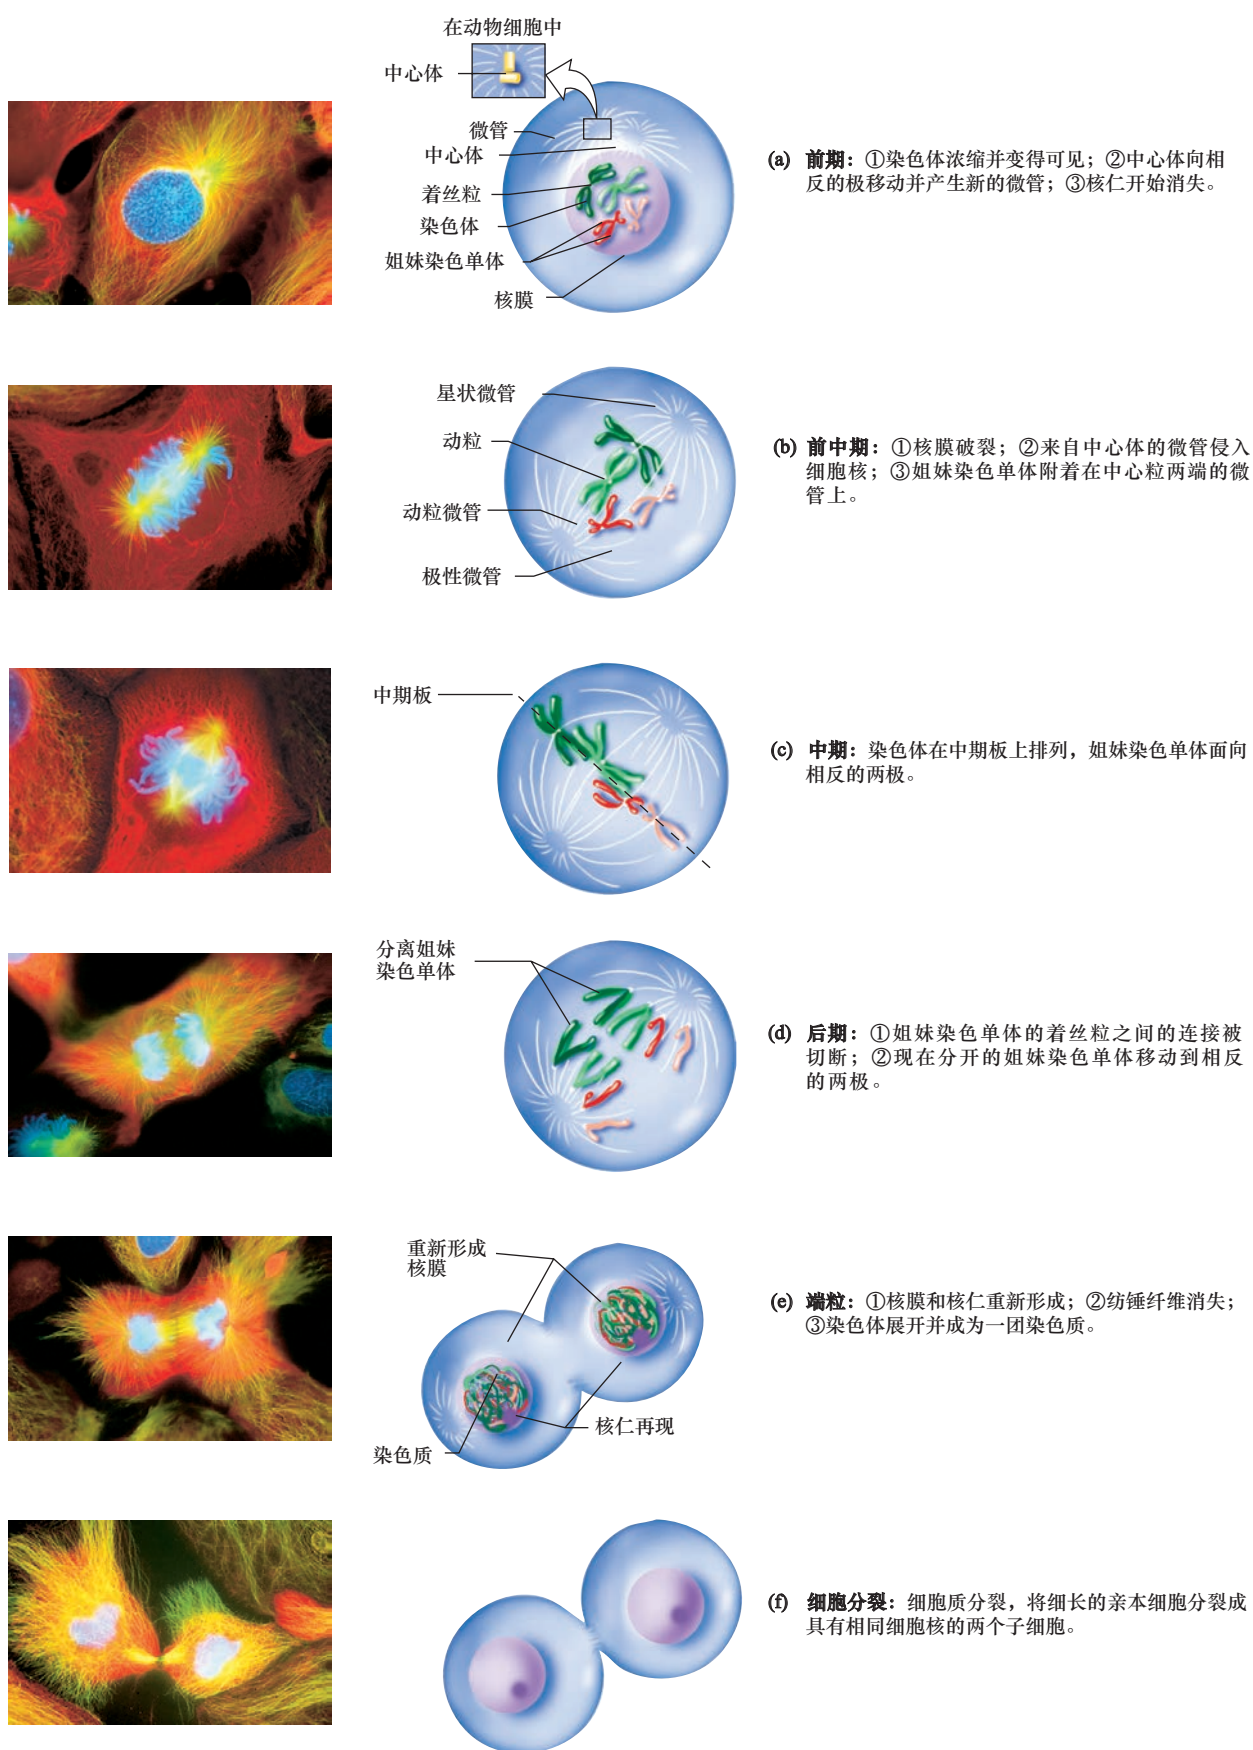 在动物细胞中
中心体
微管
中心体
着丝粒
染色体
姐妹染色单体
核膜
(a) 前期：①染色体浓缩并变得可见；②中心体向相
反的极移动并产生新的微管；③核仁开始消失。
星状微管
动粒
动粒微管
极性微管
(b) 前中期：①核膜破裂；②来自中心体的微管侵入
细胞核；③姐妹染色单体附着在中心粒两端的微
管上。
中期板
(c) 中期：染色体在中期板上排列，姐妹染色单体面向
相反的两极。
分离姐妹
染色单体
(d) 后期：①姐妹染色单体的着丝粒之间的连接被
切断；②现在分开的姐妹染色单体移动到相反
的两极。
重新形成
核膜
核仁再现
染色质
(e) 端粒：①核膜和核仁重新形成；②纺锤纤维消失；
③染色体展开并成为一团染色质。
(f) 细胞分裂：细胞质分裂，将细长的亲本细胞分裂成
具有相同细胞核的两个子细胞。